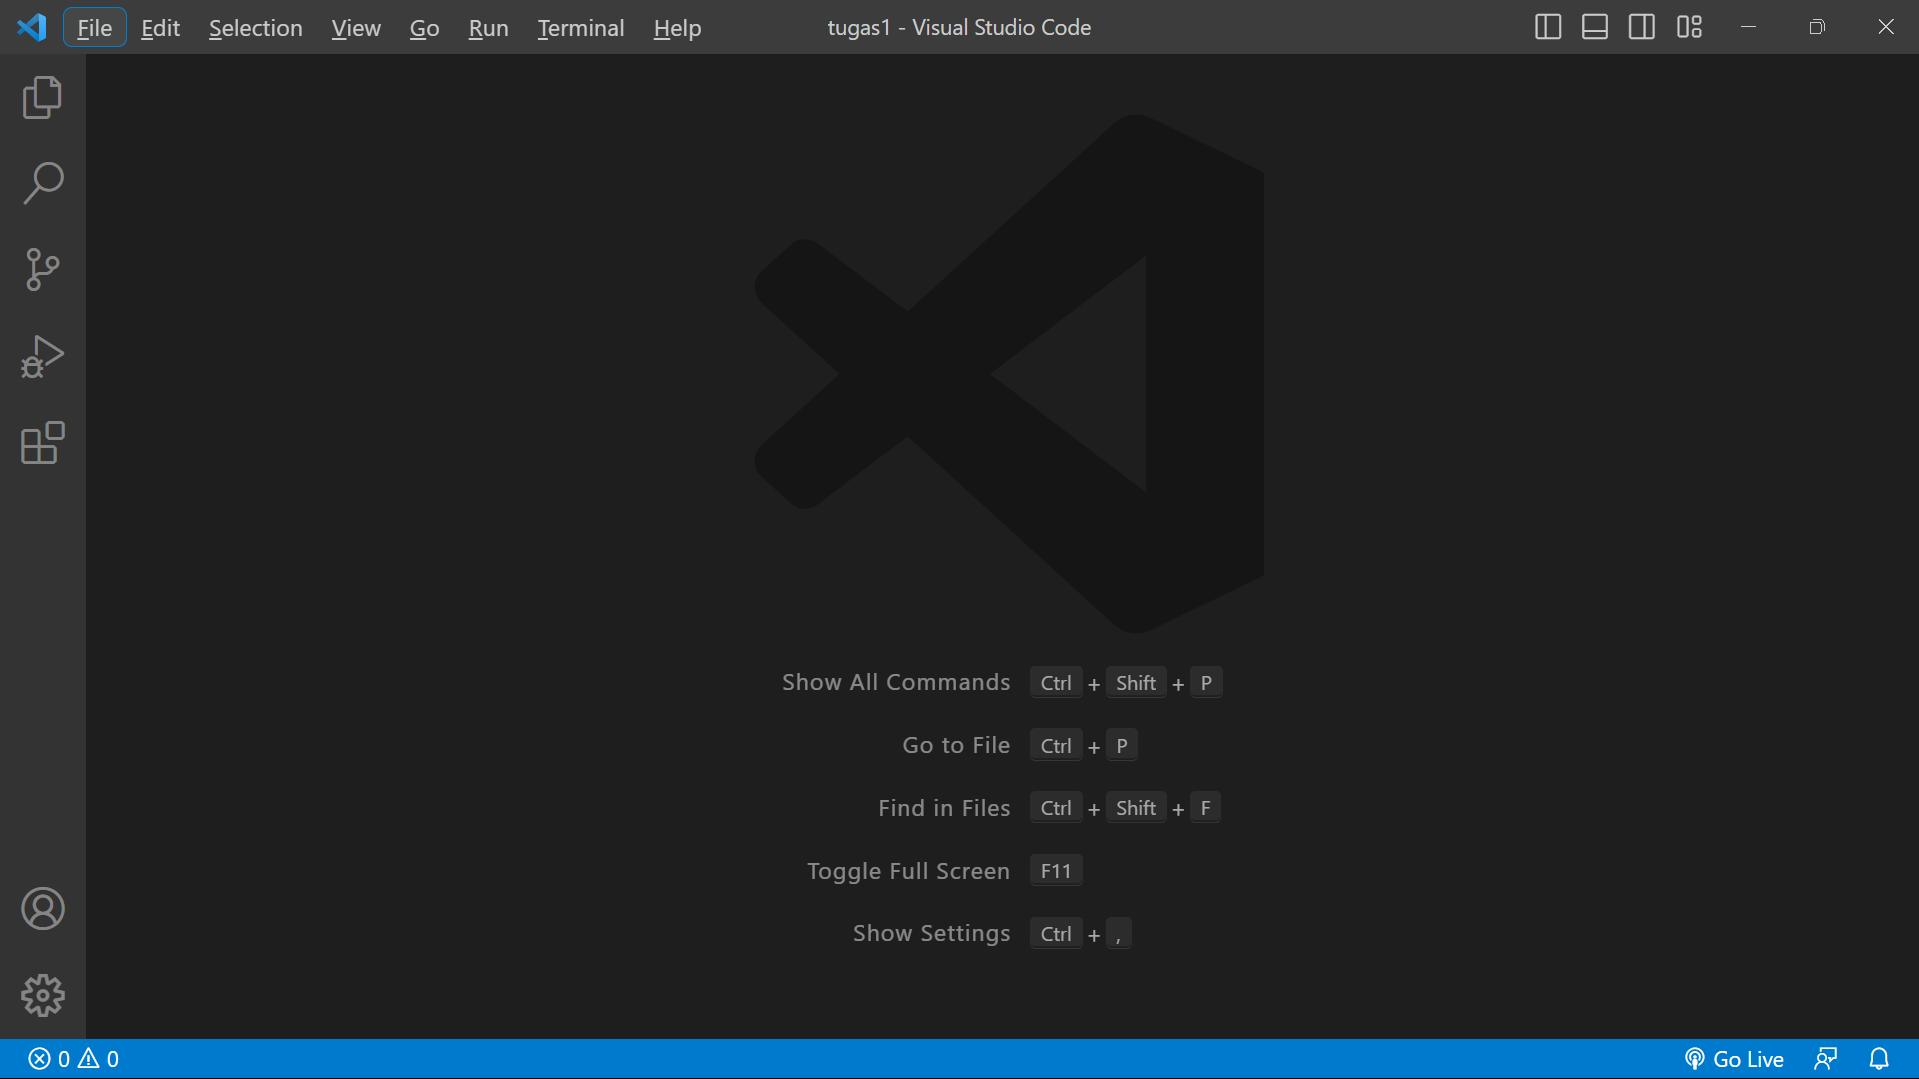 File Edit Selection View Go Run Terminal Help tugas1 - Visual Studio Code
Show All Commands Ctrl + Shift + P
Go to File Ctrl + P
Find in Files Ctrl + Shift + F
Toggle Full Screen F11
Show Settings Ctrl + ,
0 0 Go Live